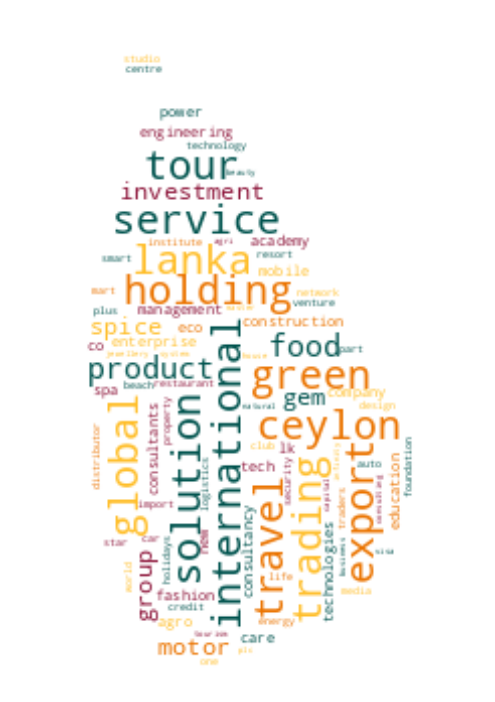 studio
centre
power
engineering
technology
tour
beauty
investment
service
institute agri academy
lanka
smart
resort
mobile
mart
holding
network
venture
plus
management
spice
eco
construction
co
enterprise
food
part
jewellery system
house
product
green
spa
beach
restaurant
gem
company
natural
design
global
consultants
property
solution
international
ceylon
distributor
logistics
club
lk
tech
security
travel
trading
capital
traders
export
auto
consulting
education
foundation
import
star
car
new
holidays
consultancy
technologies
business
visa
world
group
fashion
life
media
credit
agro
energy
tourism
care
motor
plc
one